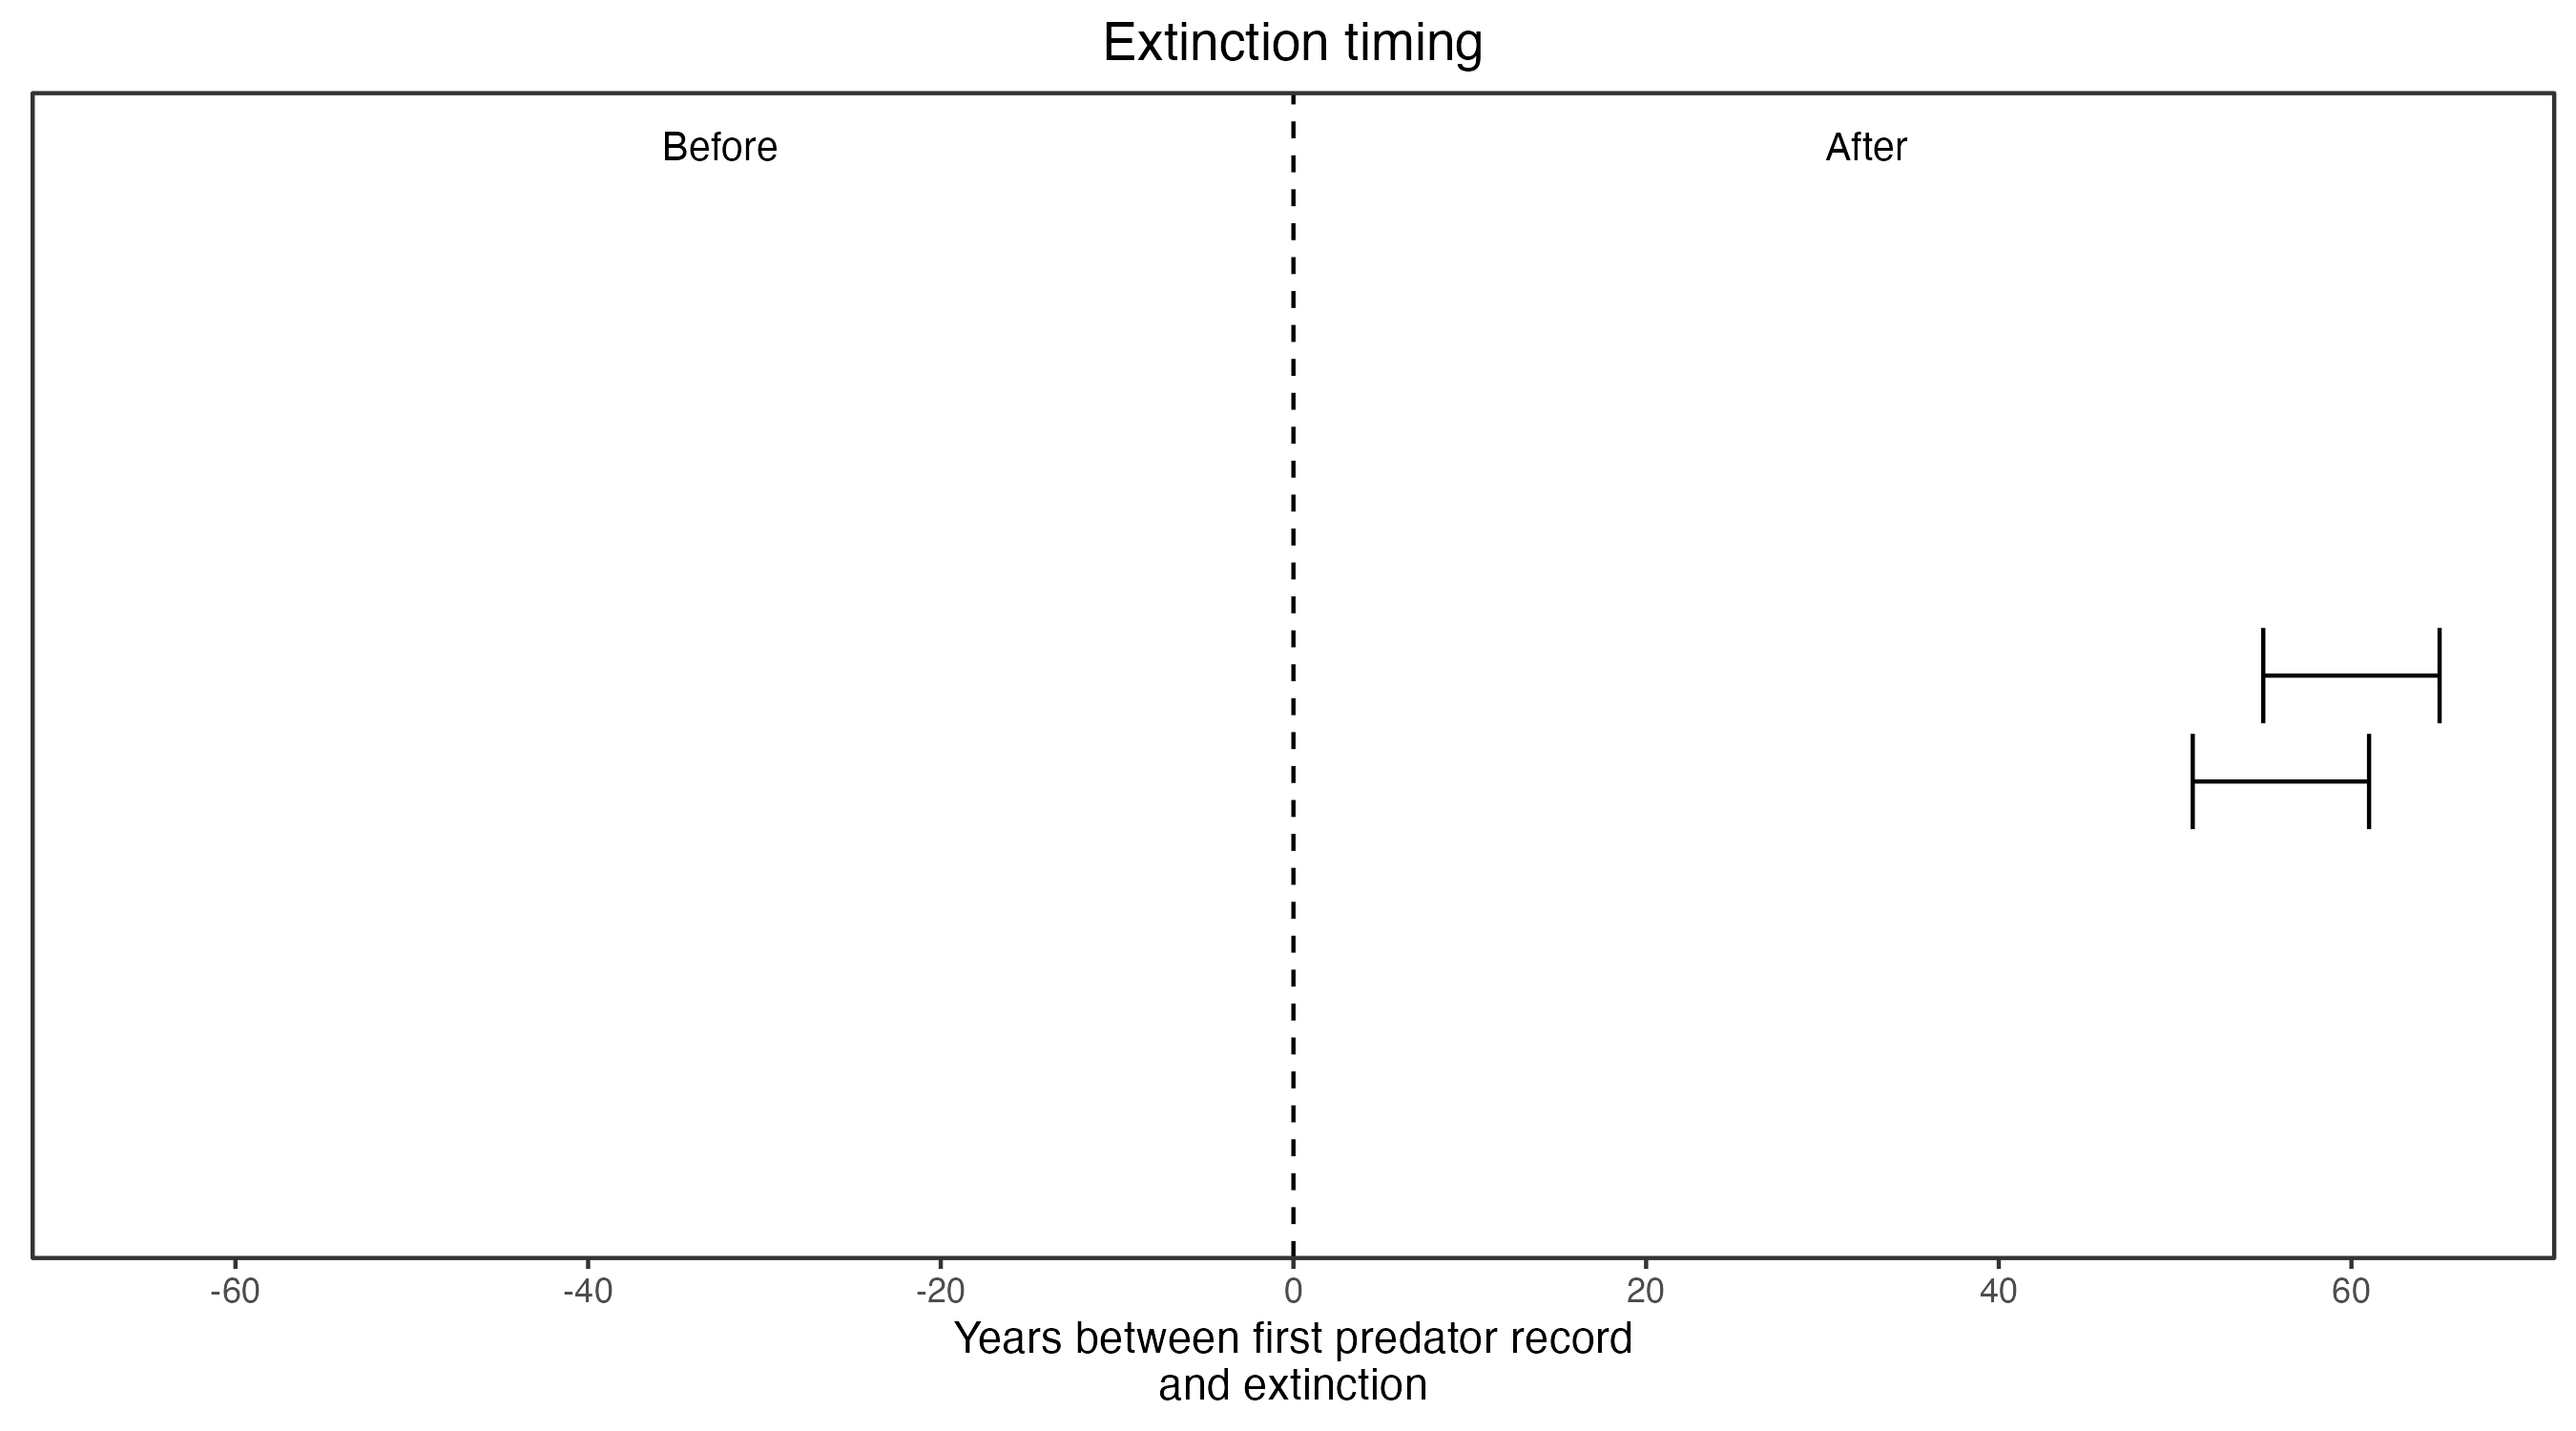 Extinction timing
Before After
-60 -40 -20 0 20 40 60
Years between first predator record
and extinction